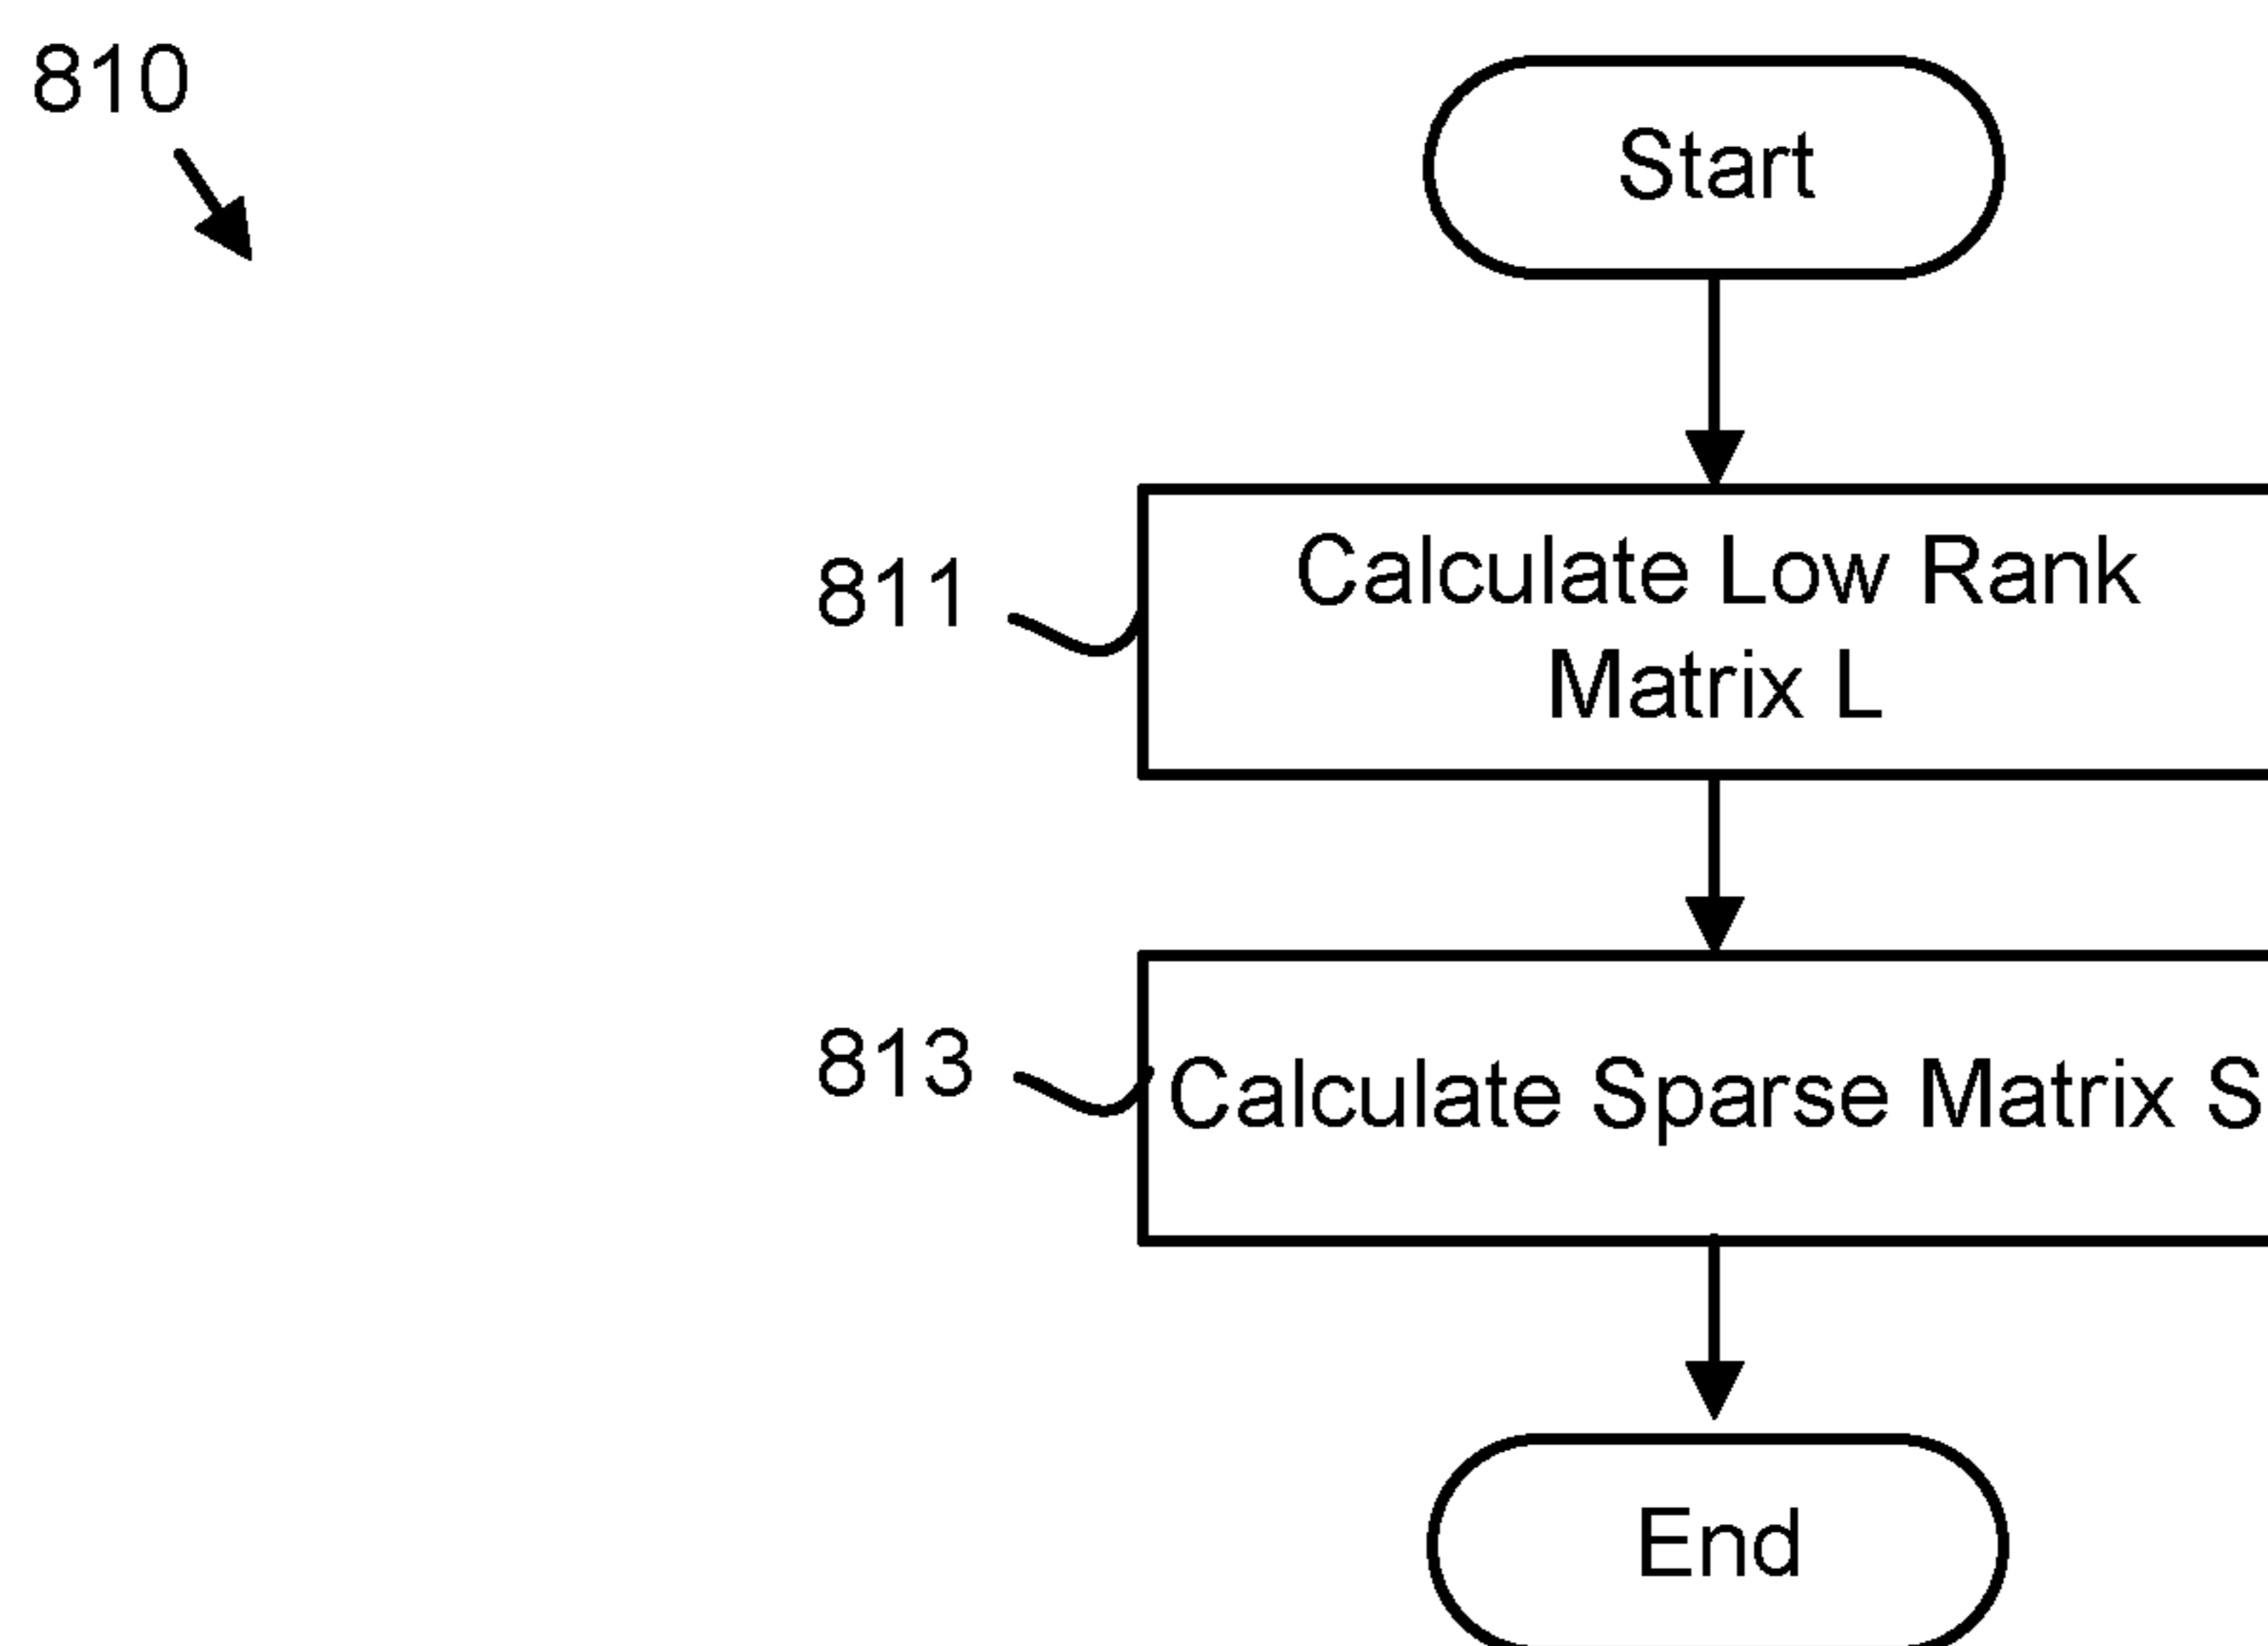 810
Start
811
Calculate Low Rank
Matrix L
813
Calculate Sparse Matrix S
End